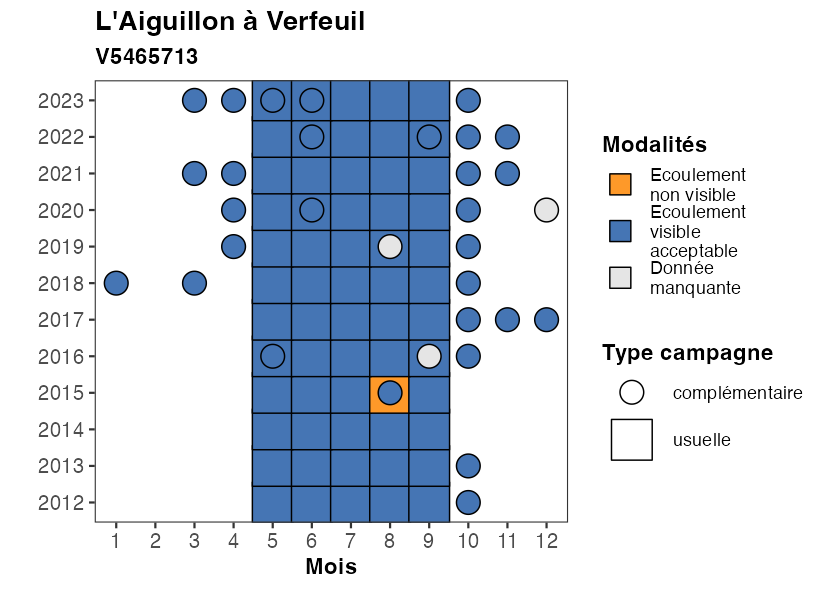 L'Aiguillon à Verfeuil
V5465713
2023
2022
2021
2020
2019
2018
2017
2016
2015
2014
2013
2012
1 2 3 4 5 6 7 8 9 10 11 12
Mois
Modalités
Ecoulement
non visible
Ecoulement
visible
acceptable
Donnée
manquante
Type campagne
complémentaire
usuelle